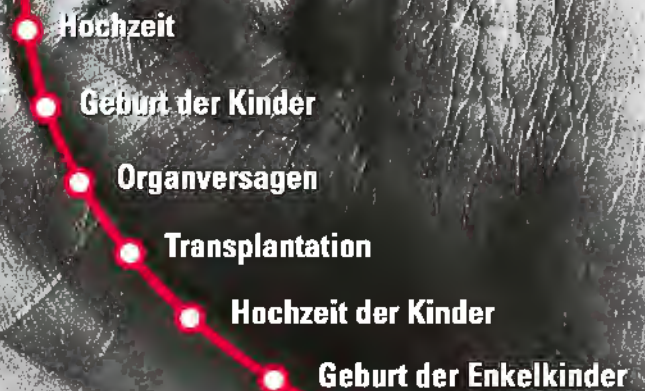 Hochzeit
Geburt der Kinder
Organversagen
Transplantation
Hochzeit der Kinder
Geburt der Enkelkinder